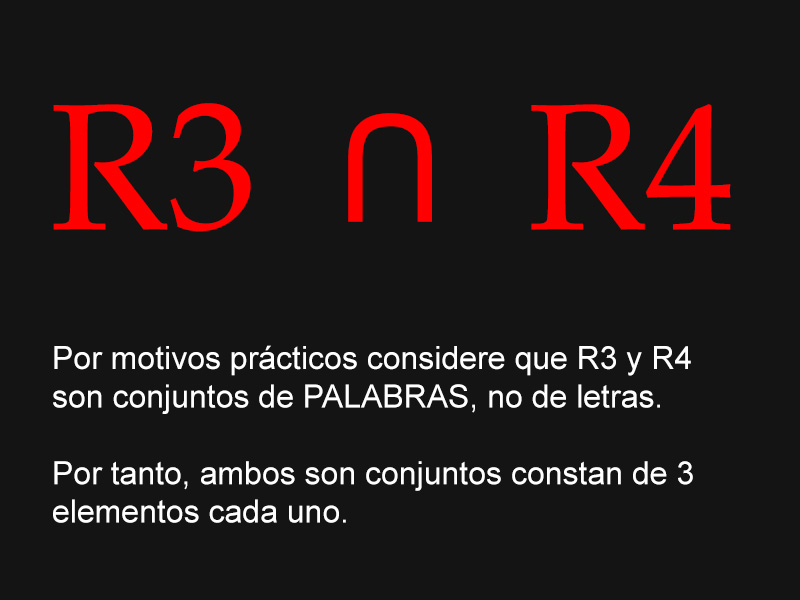 R3 ∩ R4
Por motivos prácticos considere que R3 y R4
son conjuntos de PALABRAS, no de letras.
Por tanto, ambos son conjuntos constan de 3
elementos cada uno.